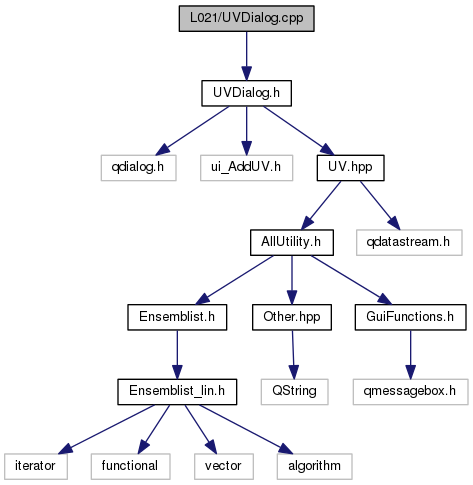 L021/UVDialog.cpp
UVDialog.h
qdialog.h
ui_AddUV.h
UV.hpp
AllUtility.h
qdatastream.h
Ensemblist.h
Other.hpp
GuiFunctions.h
Ensemblist_lin.h
QString
qmessagebox.h
iterator
functional
vector
algorithm